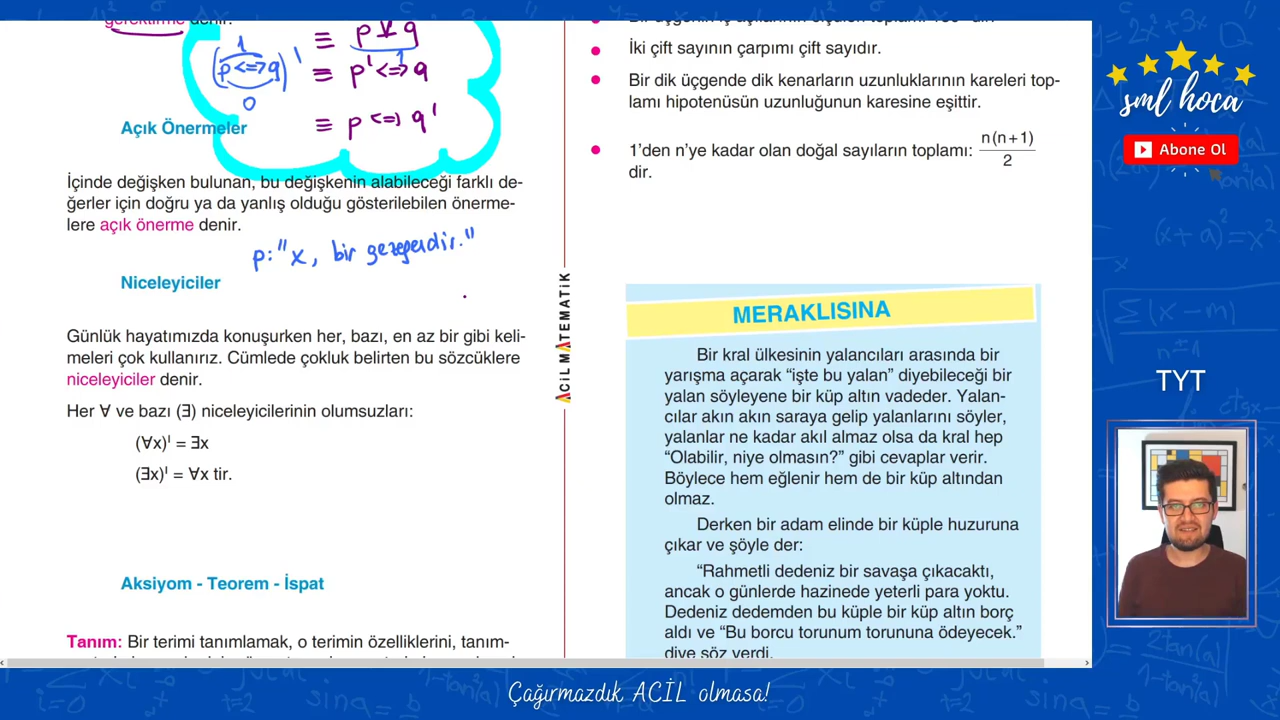 gerektirme denir.
≡ p ⊻ q
1
(p <=> q)' ≡ p' <=> q
0
≡ p <=> q'
Açık Önermeler
İçinde değişken bulunan, bu değişkenin alabileceği farklı de-
ğerler için doğru ya da yanlış olduğu gösterilebilen önerme-
lere açık önerme denir.
p: "x, bir gezegendir."
Niceleyiciler
Günlük hayatımızda konuşurken her, bazı, en az bir gibi keli-
meleri çok kullanırız. Cümlede çokluk belirten bu sözcüklere
niceleyiciler denir.
Her ∀ ve bazı (∃) niceleyicilerinin olumsuzları:
(∀x)ı = ∃x
(∃x)ı = ∀x tir.
Aksiyom - Teorem - İspat
Tanım: Bir terimi tanımlamak, o terimin özelliklerini, tanım-
İki çift sayının çarpımı çift sayıdır.
Bir dik üçgende dik kenarların uzunluklarının kareleri top-
lamı hipotenüsün uzunluğunun karesine eşittir.
1'den n'ye kadar olan doğal sayıların toplamı: n(n+1)/2
dir.
ACİL MATEMATİK
MERAKLISINA
Bir kral ülkesinin yalancıları arasında bir
yarışma açarak “işte bu yalan” diyebileceği bir
yalan söyleyene bir küp altın vadeder. Yalan-
cılar akın akın saraya gelip yalanlarını söyler,
yalanlar ne kadar akıl almaz olsa da kral hep
“Olabilir, niye olmasın?” gibi cevaplar verir.
Böylece hem eğlenir hem de bir küp altından
olmaz.
Derken bir adam elinde bir küple huzuruna
çıkar ve şöyle der:
“Rahmetli dedeniz bir savaşa çıkacaktı,
ancak o günlerde hazinede yeterli para yoktu.
Dedeniz dedemden bu küple bir küp altın borç
aldı ve “Bu borcu torunum torununa ödeyecek.”
diye söz verdi.
sml hoca
Abone Ol
TYT
Çağırmazdık ACİL olmasa!